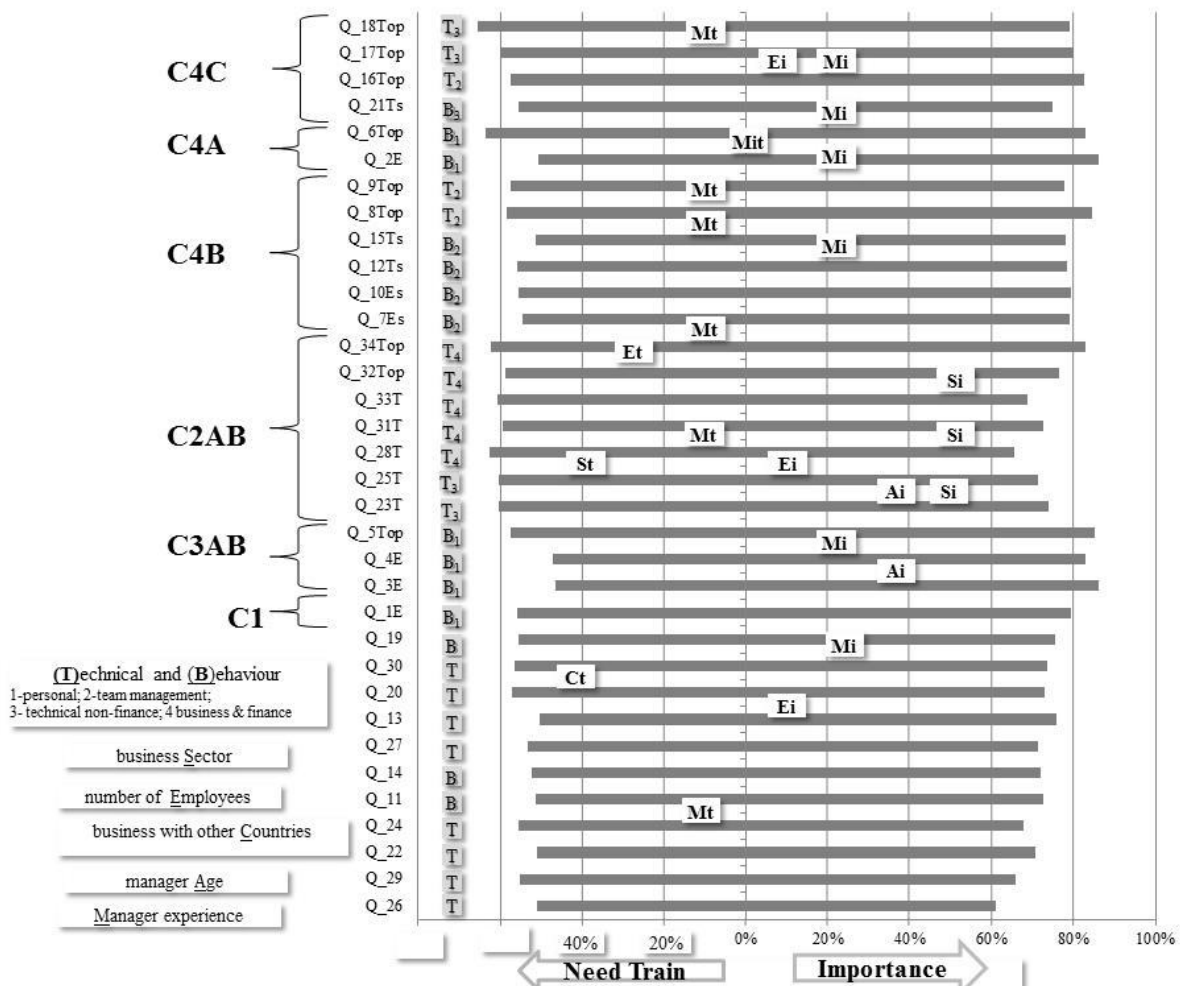 C4C
Q_18Top T3 Mt
Q_17Top T3 Ei Mi
Q_16Top T2
Q_21Ts B3 Mi
C4A
Q_6Top B1 Mit
Q_2E B1 Mi
C4B
Q_9Top T2 Mt
Q_8Top T2 Mt
Q_15Ts B2 Mi
Q_12Ts B2
Q_10Es B2
Q_7Es B2 Mt
C2AB
Q_34Top T4 Et
Q_32Top T4 Si
Q_33T T4
Q_31T T4 Mt Si
Q_28T T4 St Ei
Q_25T T3 Ai Si
Q_23T T3
C3AB
Q_5Top B1 Mi
Q_4E B1 Ai
Q_3E B1
C1
Q_1E B1
Q_19 B Mi
Q_30 T Ct
Q_20 T Ei
Q_13 T
Q_27 T
Q_14 B
Q_11 B Mt
Q_24 T
Q_22 T
Q_29 T
Q_26 T
(T)echnical and (B)ehaviour
1-personal; 2-team management;
3- technical non-finance; 4 business & finance
business Sector
number of Employees
business with other Countries
manager Age
Manager experience
40% 20% 0% 20% 40% 60% 80% 100%
Need Train Importance